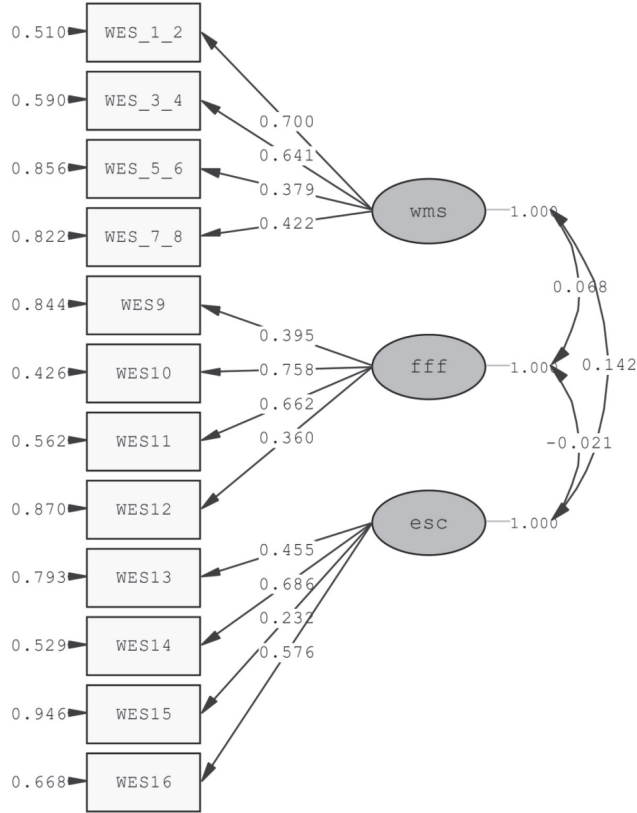 0.510 WES_1_2
0.590 WES_3_4
0.700
0.641
0.856 WES_5_6
0.379
wms 1.000
0.822 WES_7_8
0.422
0.068
0.844 WES9
0.395
0.426 WES10
0.758
fff 1.000
0.142
0.662
0.562 WES11
0.360
-0.021
0.870 WES12
esc 1.000
0.455
0.793 WES13
0.686
0.232
0.529 WES14
0.576
0.946 WES15
0.668 WES16